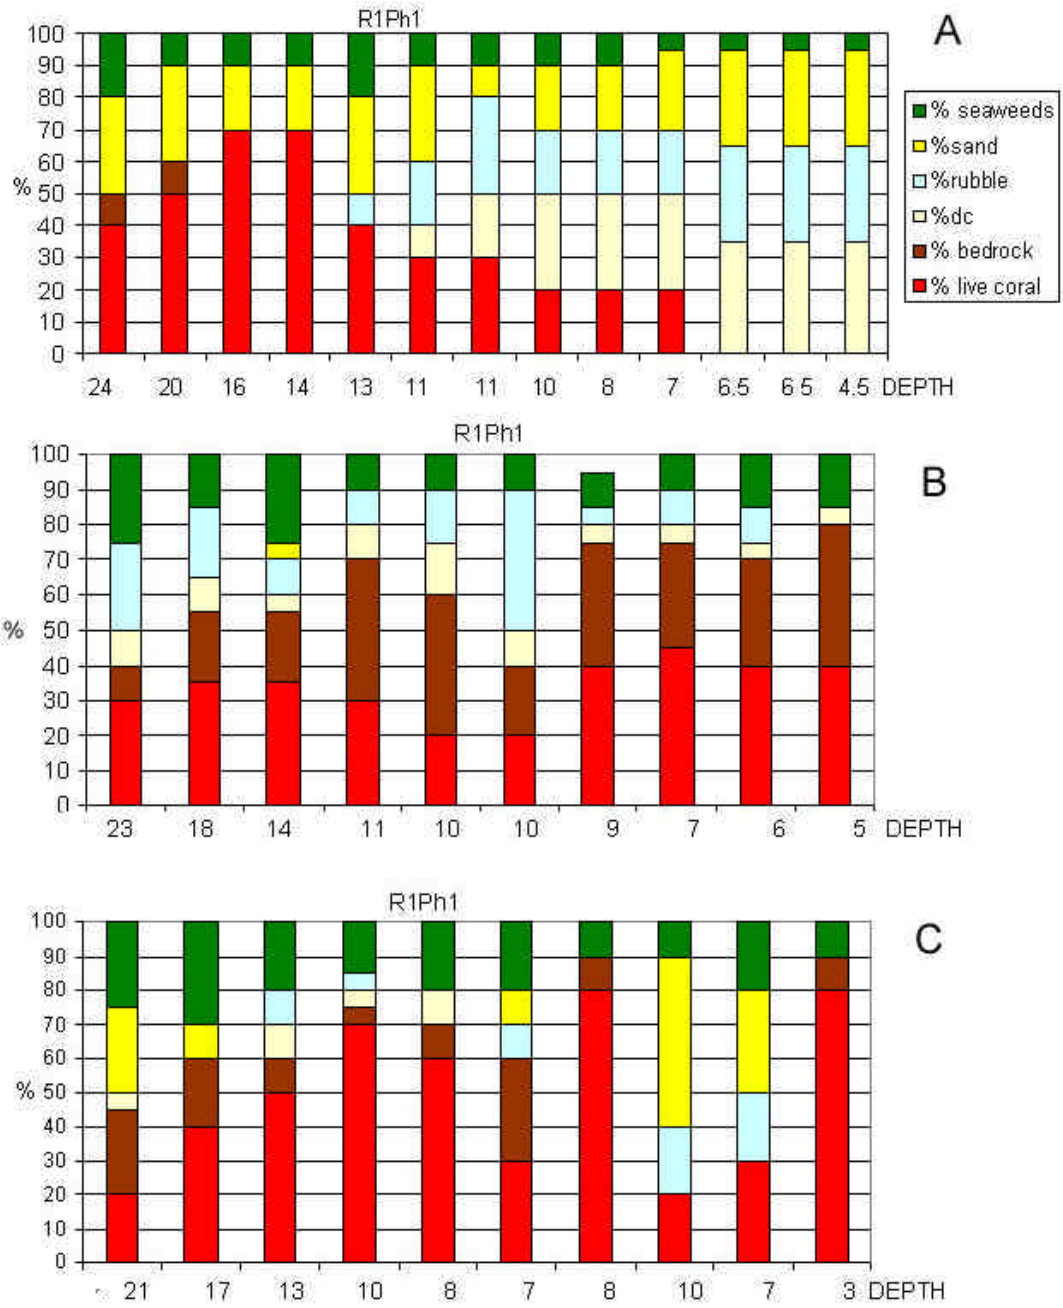 R1Ph1
A
100
90
80
70
60
50
40
30
20
10
0
%
24 20 16 14 13 11 11 10 8 7 6.5 6 5 4.5 DEPTH
% seaweeds
%sand
%rubble
%dc
% bedrock
% live coral
R1Ph1
B
100
90
80
70
60
50
40
30
20
10
0
%
23 18 14 11 10 10 9 7 6 5 DEPTH
R1Ph1
C
100
90
80
70
60
50
40
30
20
10
0
%
21 17 13 10 8 7 8 10 7 3 DEPTH